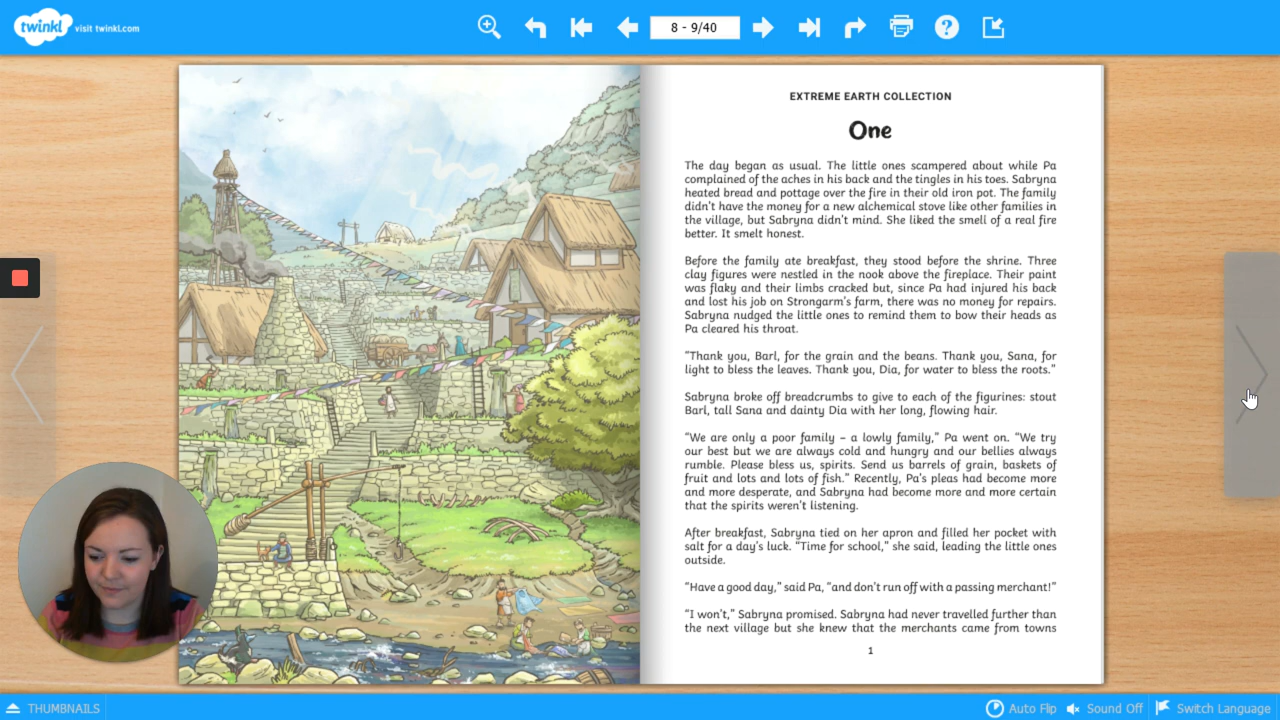 twinkl visit twinkl.com
8 - 9/40
EXTREME EARTH COLLECTION
One
The day began as usual. The little ones scampered about while Pa
complained of the aches in his back and the tingles in his toes. Sabryna
heated bread and pottage over the fire in their old iron pot. The family
didn't have the money for a new alchemical stove like other families in
the village, but Sabryna didn't mind. She liked the smell of a real fire
better. It smelt honest.
Before the family ate breakfast, they stood before the shrine. Three
clay figures were nestled in the nook above the fireplace. Their paint
was flaky and their limbs cracked but, since Pa had injured his back
and lost his job on Strongarm's farm, there was no money for repairs.
Sabryna nudged the little ones to remind them to bow their heads as
Pa cleared his throat.
“Thank you, Barl, for the grain and the beans. Thank you, Sana, for
light to bless the leaves. Thank you, Dia, for water to bless the roots.”
Sabryna broke off breadcrumbs to give to each of the figurines: stout
Barl, tall Sana and dainty Dia with her long, flowing hair.
“We are only a poor family – a lowly family,” Pa went on. “We try
our best but we are always cold and hungry and our bellies always
rumble. Please bless us, spirits. Send us barrels of grain, baskets of
fruit and lots and lots of fish.” Recently, Pa's pleas had become more
and more desperate, and Sabryna had become more and more certain
that the spirits weren't listening.
After breakfast, Sabryna tied on her apron and filled her pocket with
salt for a day's luck. “Time for school,” she said, leading the little ones
outside.
“Have a good day,” said Pa, “and don't run off with a passing merchant!”
“I won't,” Sabryna promised. Sabryna had never travelled further than
the next village but she knew that the merchants came from towns
1
THUMBNAILS
Auto Flip
Sound Off
Switch Language